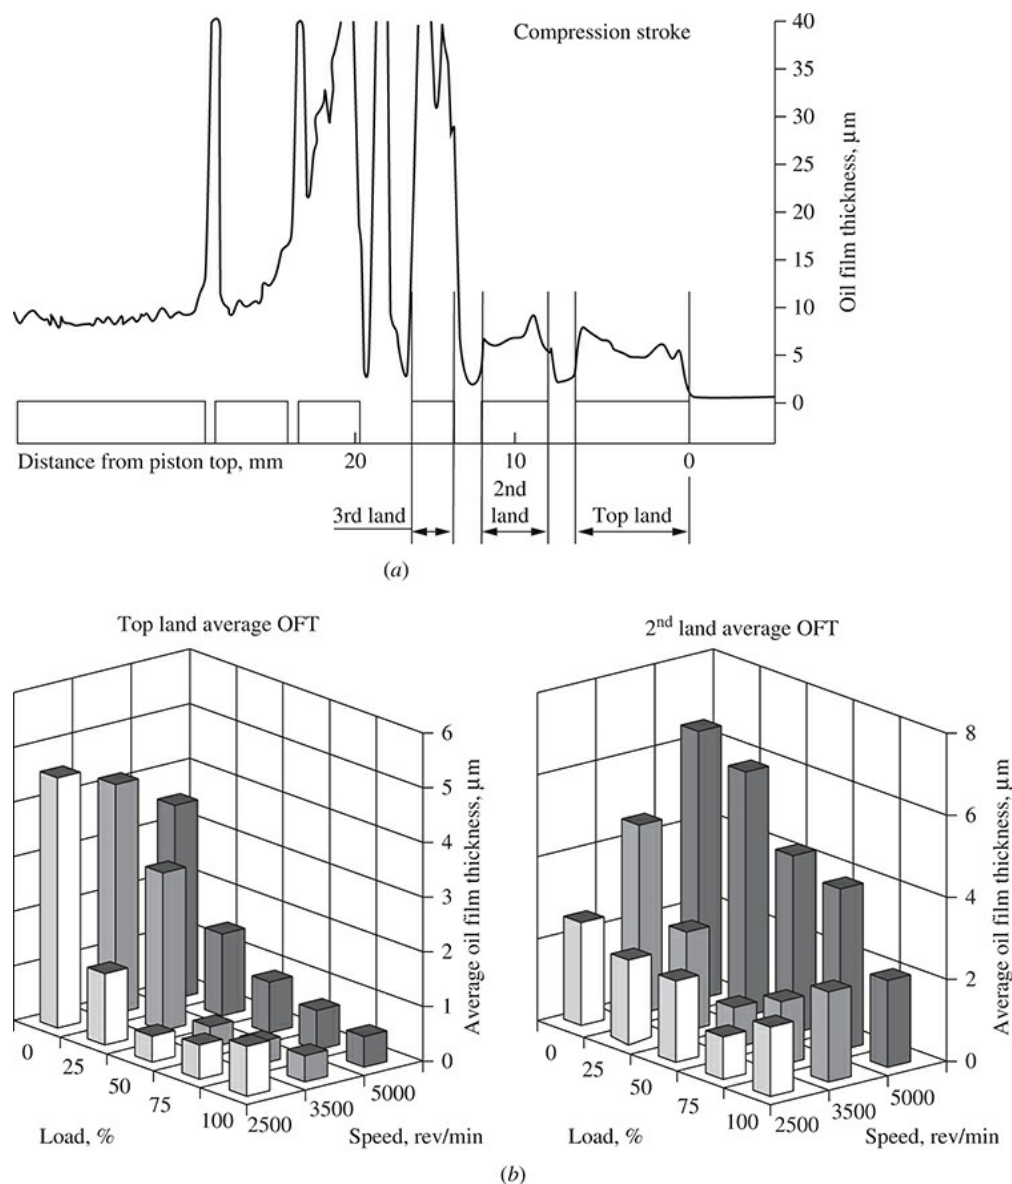 Compression stroke
40
35
30
25
20
15
10
5
0
Oil film thickness, μm
Distance from piston top, mm
20
10
0
3rd land
2nd
land
Top land
(a)
Top land average OFT
6
5
4
3
2
1
0
Average oil film thickness, μm
0
25
50
75
100
2500
3500
5000
Load, %
Speed, rev/min
2nd land average OFT
8
6
4
2
0
Average oil film thickness, μm
0
25
50
75
100
2500
3500
5000
Load, %
Speed, rev/min
(b)